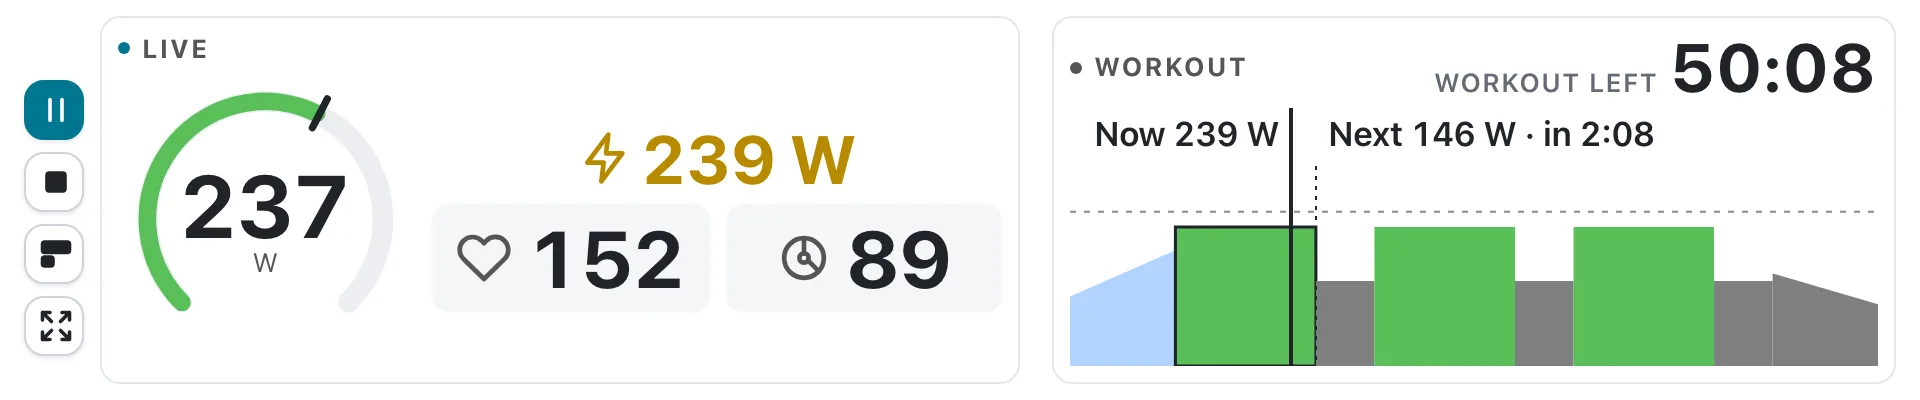 LIVE
237
W
239 W
152
89
WORKOUT
WORKOUT LEFT 50:08
Now 239 W
Next 146 W · in 2:08